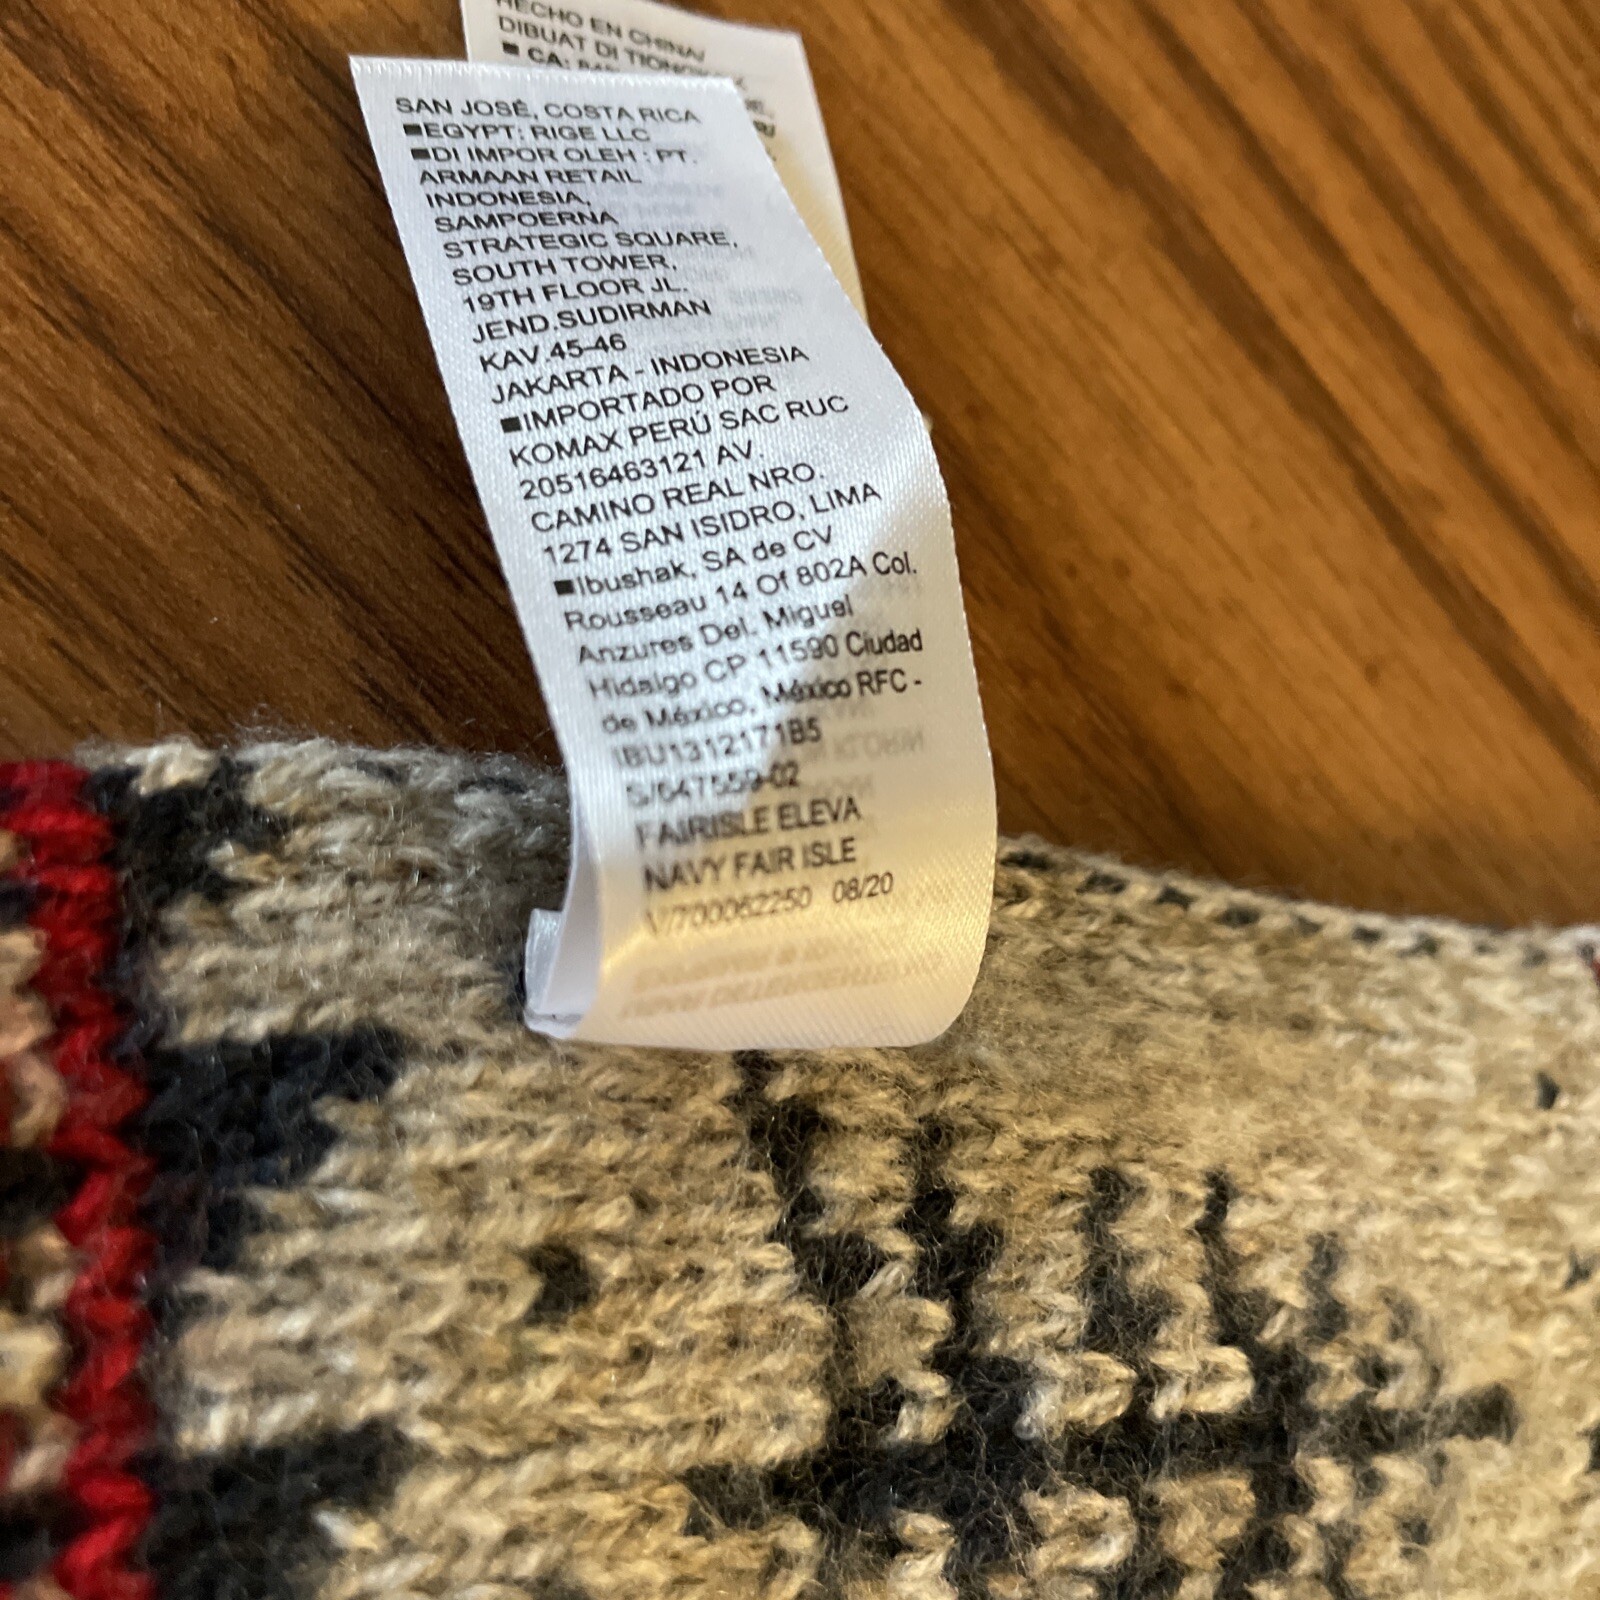 HECHO EN CHINA/
DIBUAT DI TIONGKOK
■ CA:
SAN JOSÉ, COSTA RICA
■EGYPT: RIGE LLC
■DI IMPOR OLEH : PT.
ARMAAN RETAIL
INDONESIA,
SAMPOERNA
STRATEGIC SQUARE,
SOUTH TOWER,
19TH FLOOR JL.
JEND.SUDIRMAN
KAV.45-46
JAKARTA - INDONESIA
■IMPORTADO POR
KOMAX PERÚ SAC RUC
20516463121 AV.
CAMINO REAL NRO.
1274 SAN ISIDRO, LIMA
■Ibushak, SA de CV
Rousseau 14 Of 802A Col.
Anzures Del. Miguel
Hidalgo CP 11590 Ciudad
de México, México RFC -
IBU1312171B5
S/647559-02
FAIRISLE ELEVA
NAVY FAIR ISLE
V/700062250 08/20